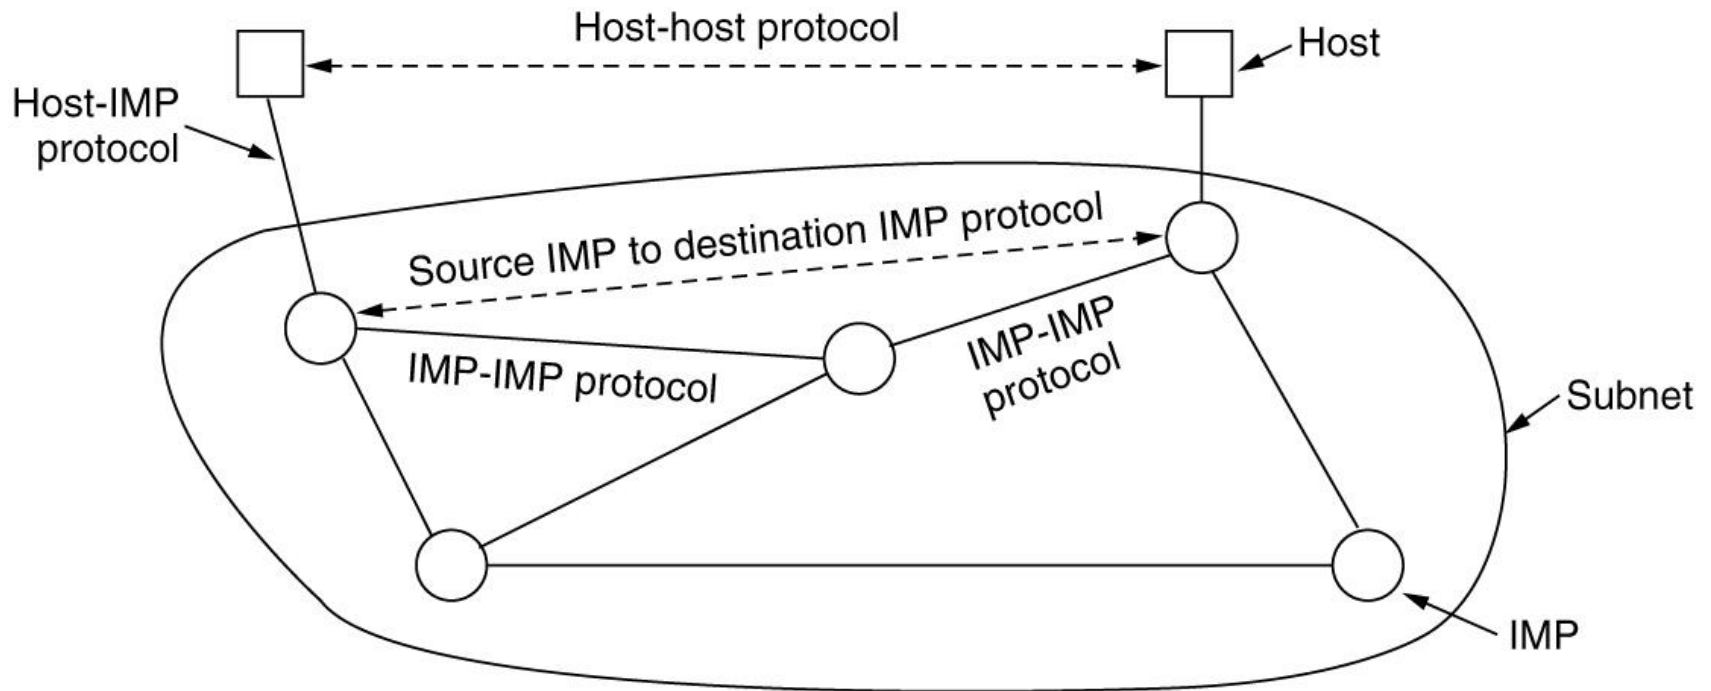 Host-host protocol
Host
Host-IMP
protocol
Source IMP to destination IMP protocol
IMP-IMP protocol
IMP-IMP
protocol
Subnet
IMP